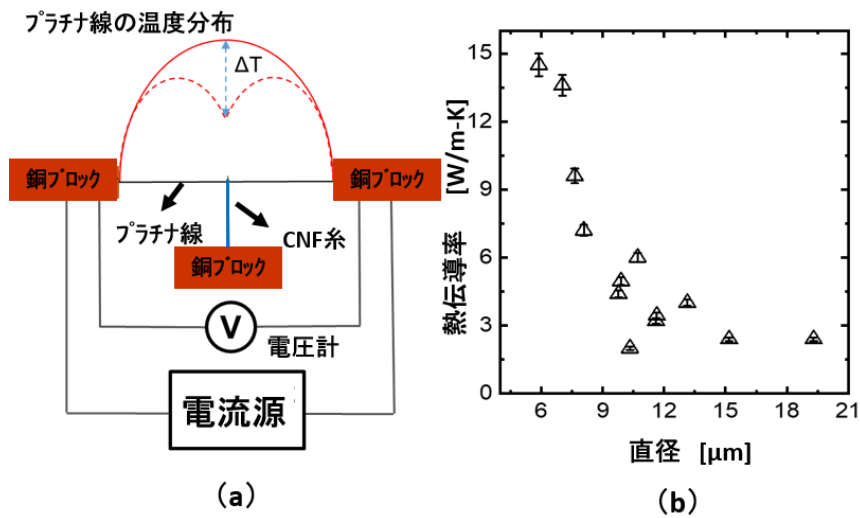 プラチナ線の温度分布
ΔT
銅ブロック
銅ブロック
プラチナ線
CNF糸
銅ブロック
V
電圧計
電流源
(a)
熱伝導率 [W/m-K]
15
12
9
6
3
0
6 9 12 15 18 21
直径 [μm]
(b)